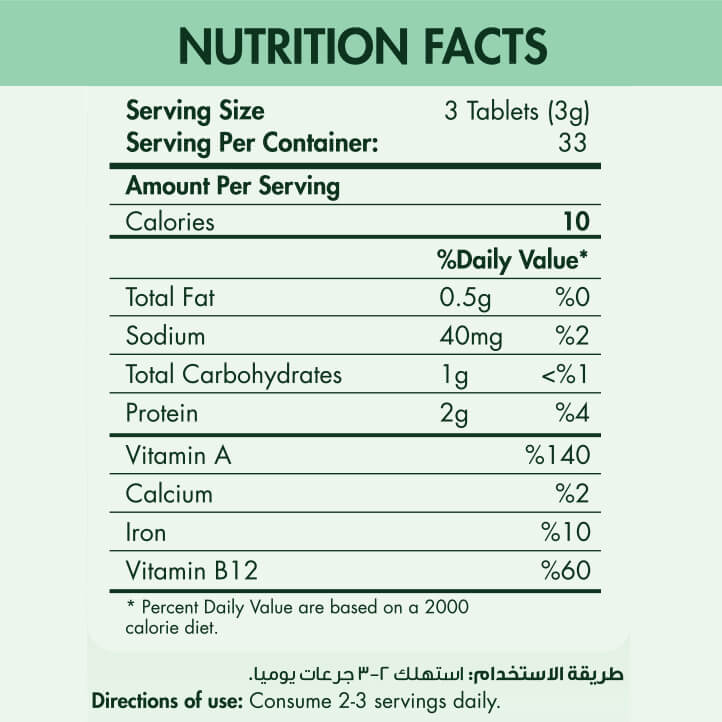 NUTRITION FACTS
Serving Size 3 Tablets (3g)
Serving Per Container: 33
Amount Per Serving
Calories 10
%Daily Value*
Total Fat 0.5g %0
Sodium 40mg %2
Total Carbohydrates 1g <%1
Protein 2g %4
Vitamin A %140
Calcium %2
Iron %10
Vitamin B12 %60
* Percent Daily Value are based on a 2000
calorie diet.
طريقة الاستخدام: استهلك ٢-٣ جرعات يوميا.
Directions of use: Consume 2-3 servings daily.